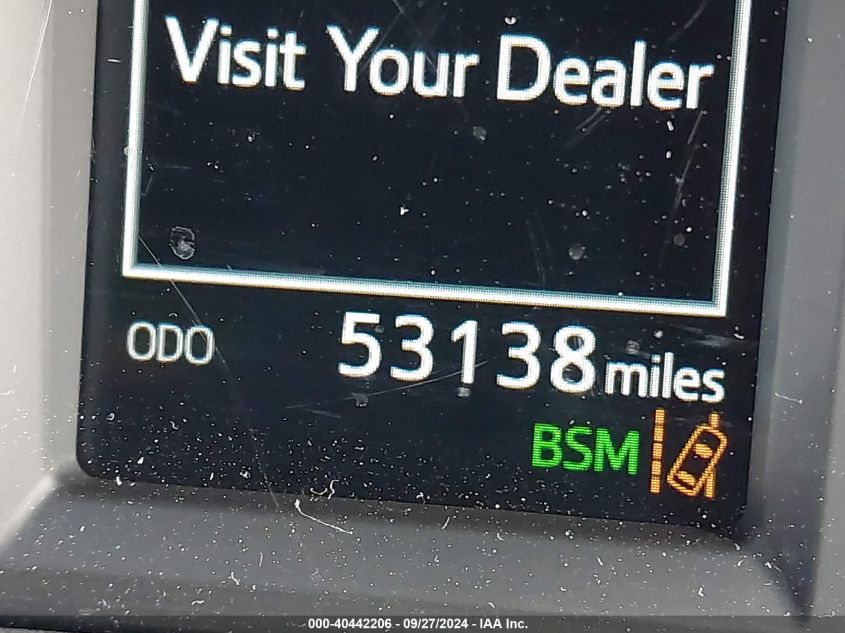 Visit Your Dealer
ODO 53138 miles
BSM
000-40442206 - 09/27/2024 - IAA Inc.